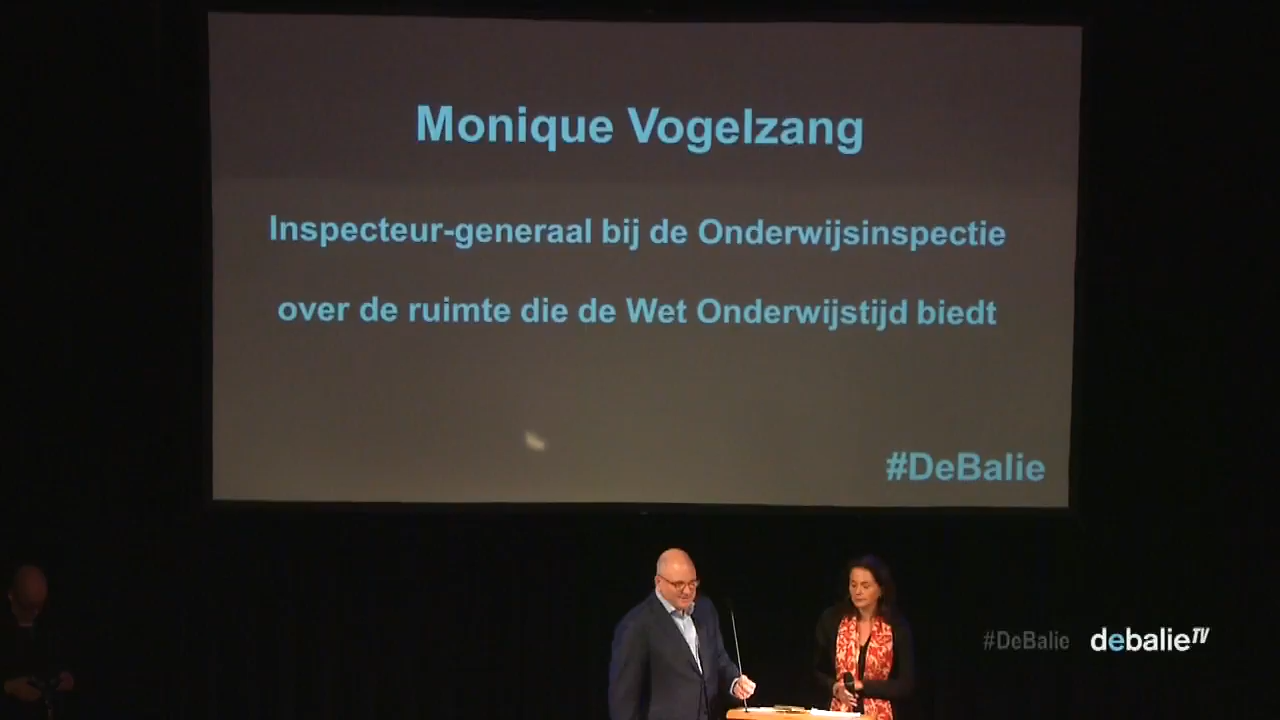 Monique Vogelzang
Inspecteur-generaal bij de Onderwijsinspectie
over de ruimte die de Wet Onderwijstijd biedt
#DeBalie
#DeBalie debalieTV